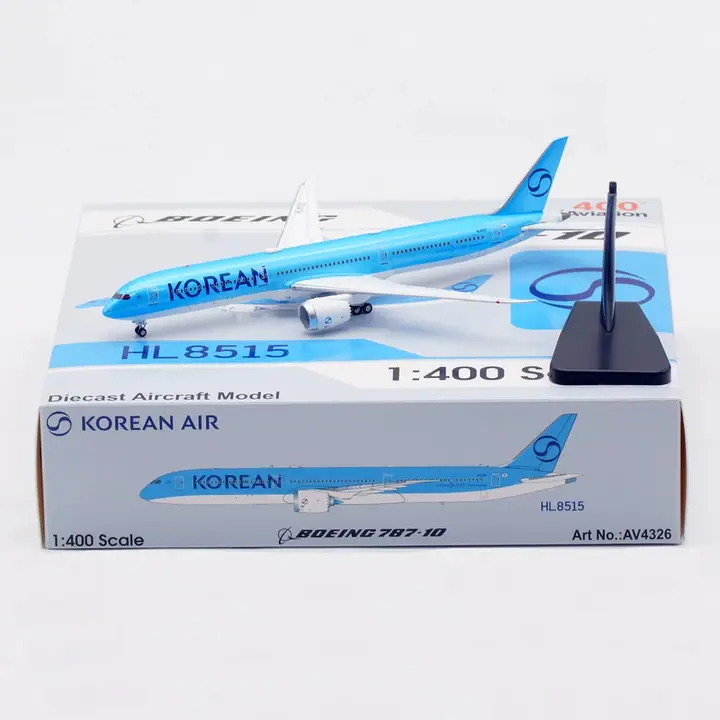 BOEING
400
Aviation
-10
KOREAN
HL8515
1:400 S
Diecast Aircraft Model
KOREAN AIR
KOREAN
HL8515
1:400 Scale
BOEING 787-10
Art No.:AV4326